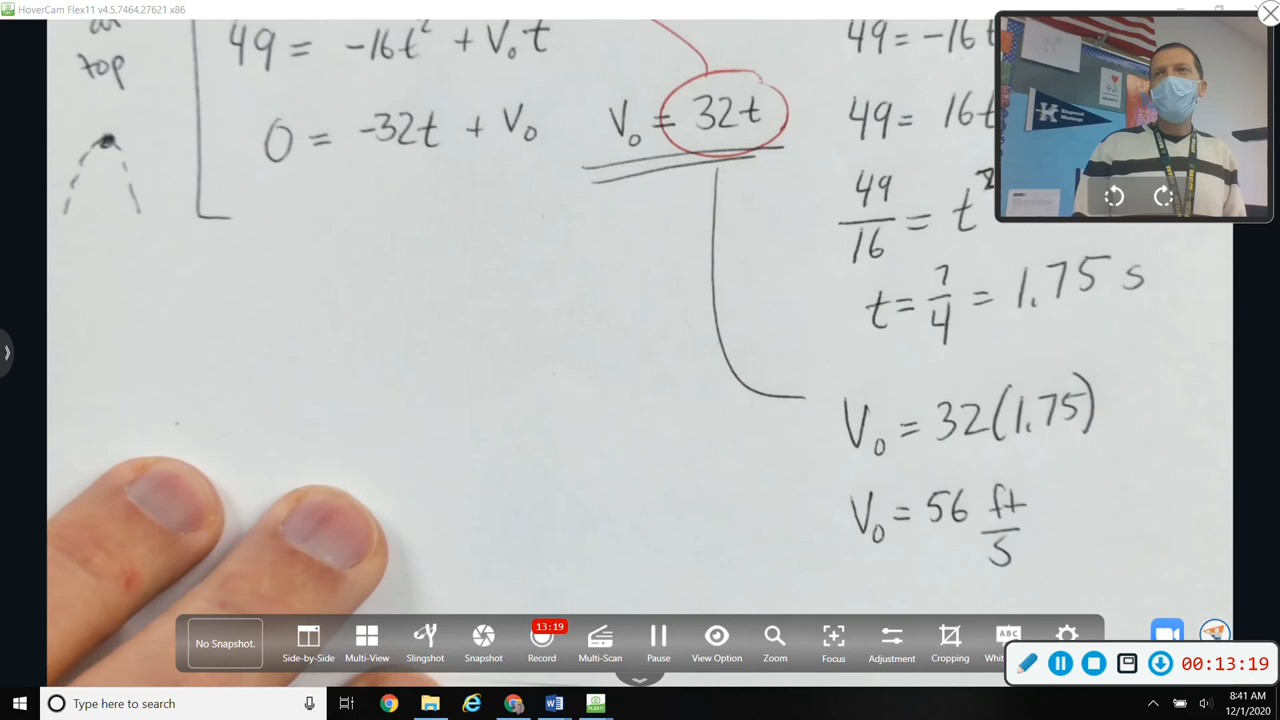 HoverCam Flex11 v4.5.7464.27621 x86
top
49 = -16t² + V₀t
0 = -32t + V₀
V₀ = 32t
49 = -16t
49 = 16t
49/16 = t²
t = 7/4 = 1.75 s
V₀ = 32(1.75)
V₀ = 56 ft/s
K
No Snapshot.
Side-by-Side
Multi-View
Slingshot
Snapshot
13:19
Record
Multi-Scan
Pause
View Option
Zoom
Focus
Adjustment
Cropping
ABC
Whit
00:13:19
Type here to search
8:41 AM
12/1/2020